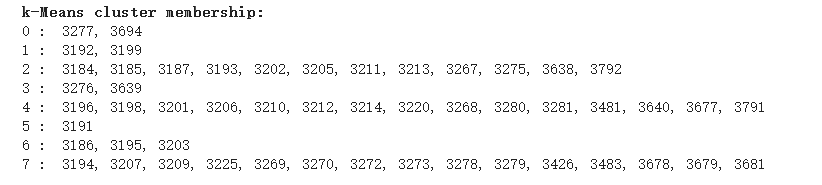 k-Means cluster membership:
0 : 3277, 3694
1 : 3192, 3199
2 : 3184, 3185, 3187, 3193, 3202, 3205, 3211, 3213, 3267, 3275, 3638, 3792
3 : 3276, 3639
4 : 3196, 3198, 3201, 3206, 3210, 3212, 3214, 3220, 3268, 3280, 3281, 3481, 3640, 3677, 3791
5 : 3191
6 : 3186, 3195, 3203
7 : 3194, 3207, 3209, 3225, 3269, 3270, 3272, 3273, 3278, 3279, 3426, 3483, 3678, 3679, 3681